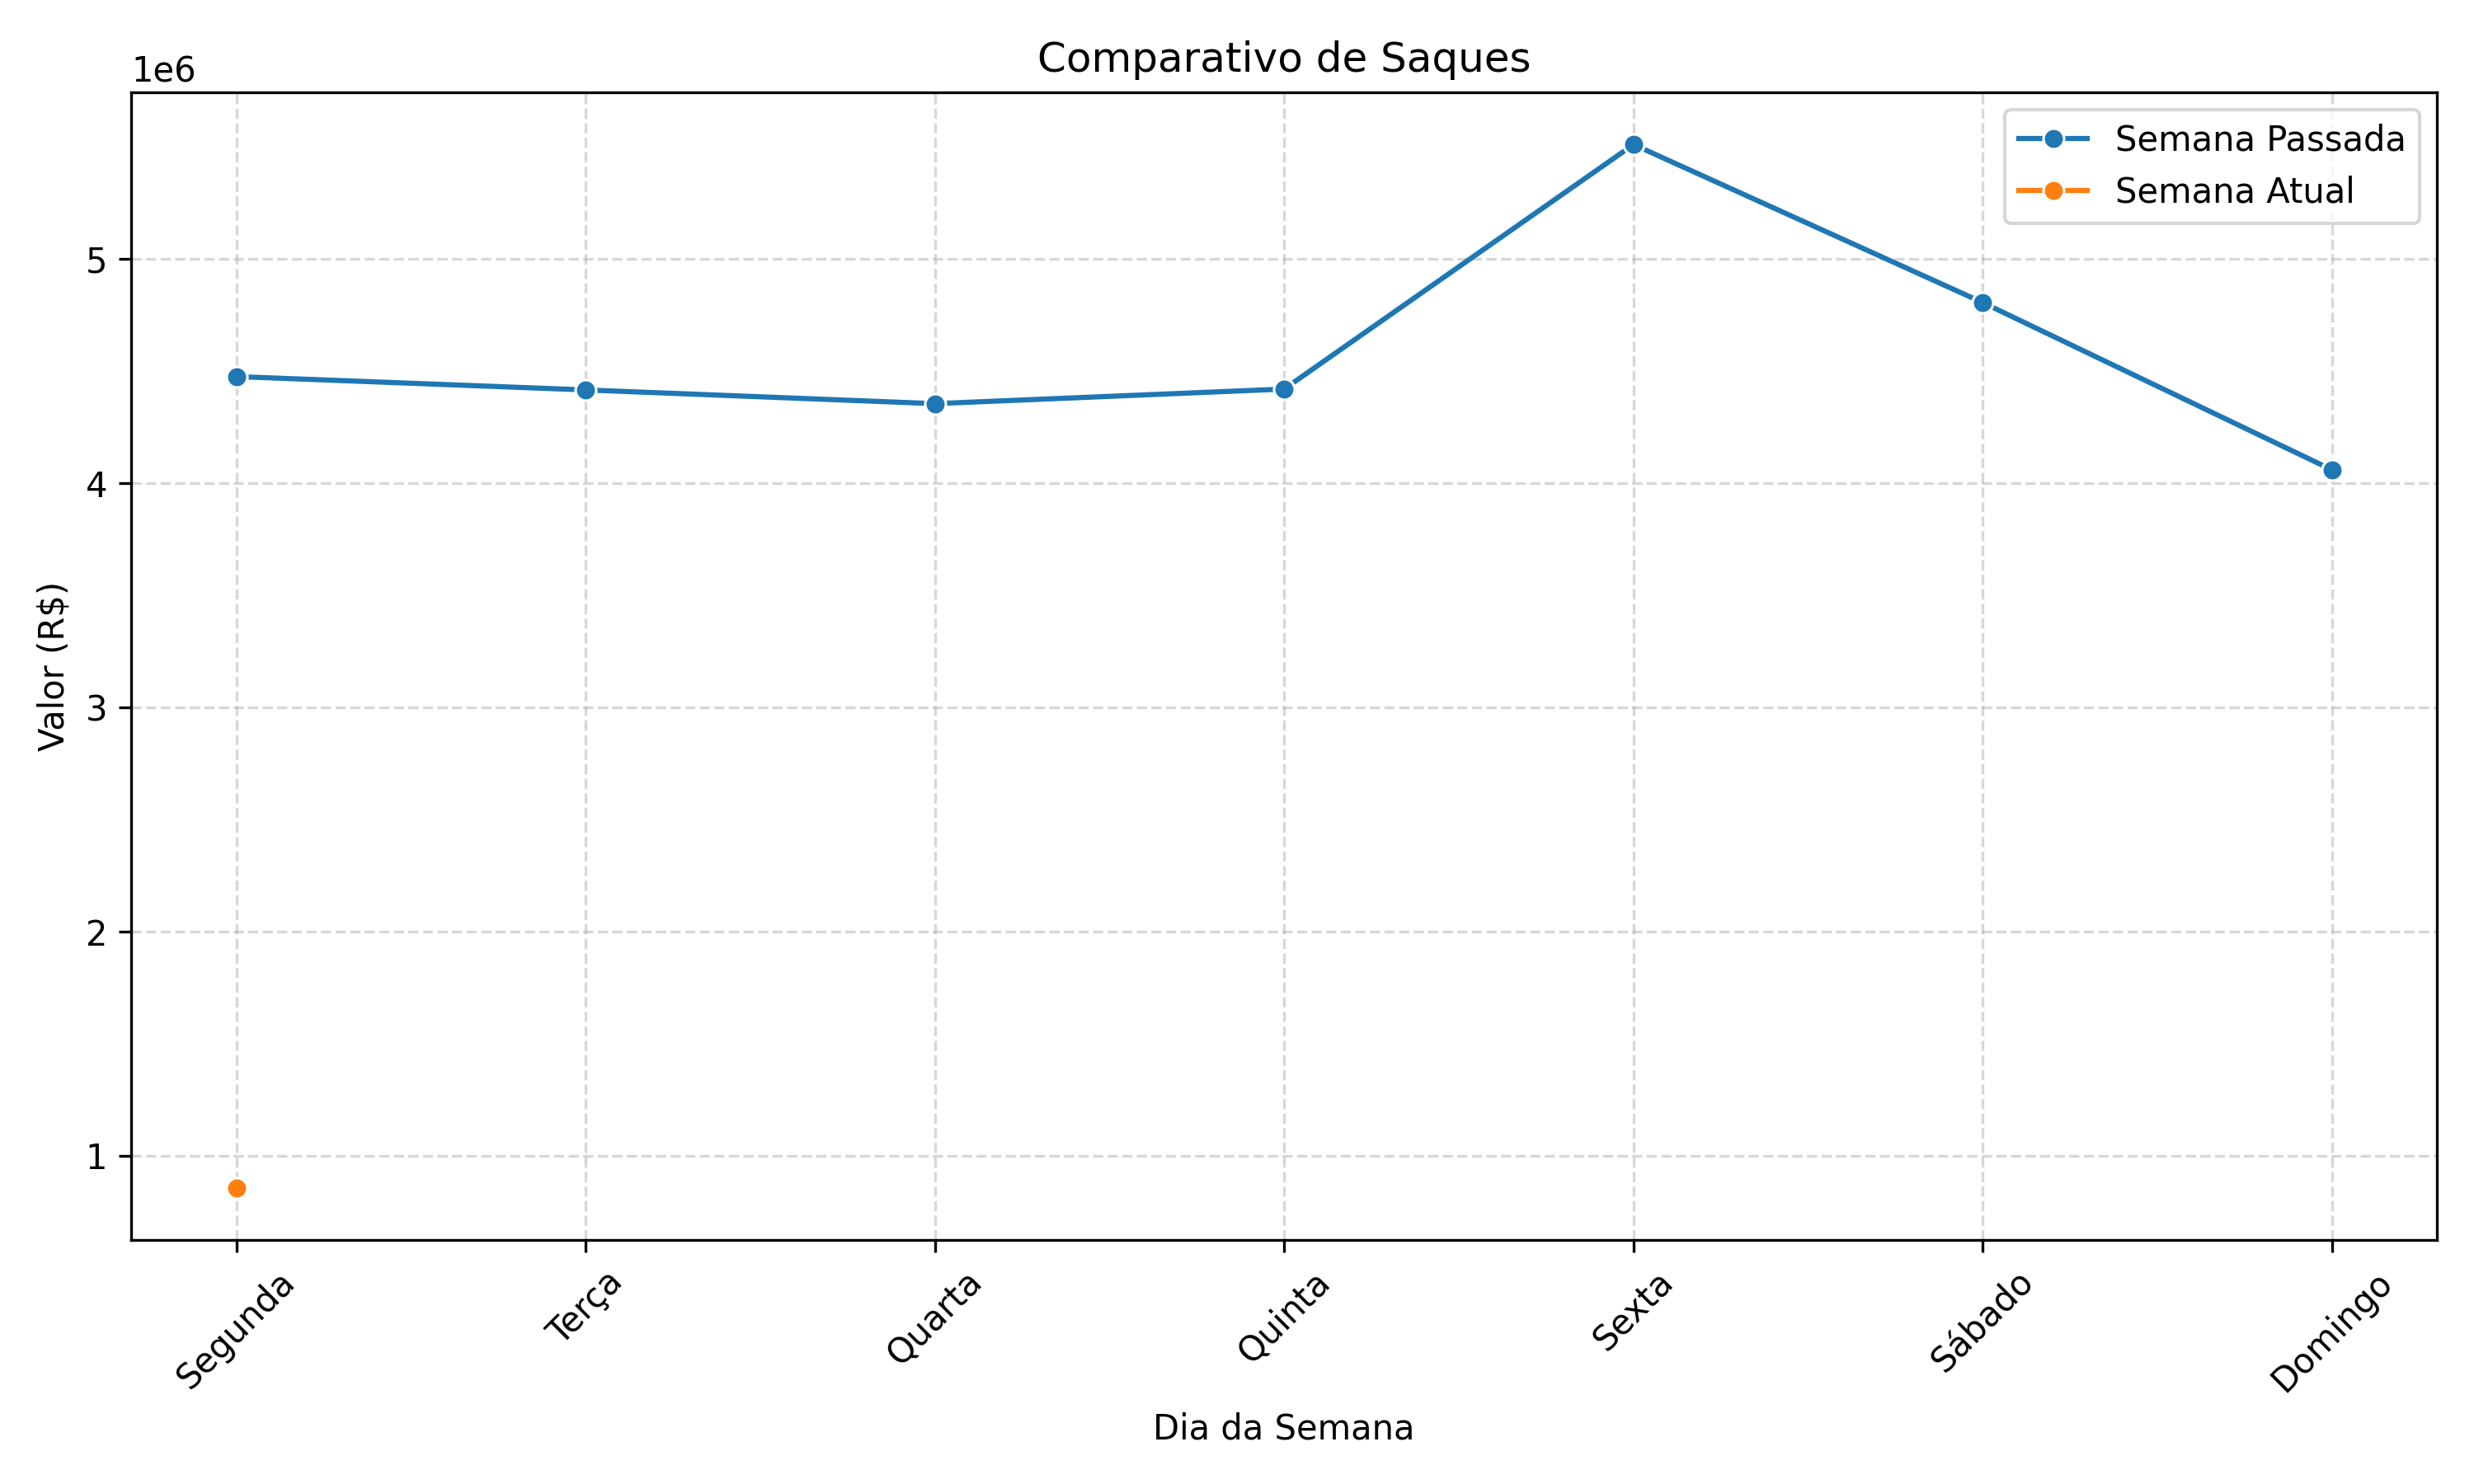 Comparativo de Saques
1e6
Semana Passada
Semana Atual
5
4
3
2
1
Valor (R$)
Segunda
Terça
Quarta
Quinta
Sexta
Sábado
Domingo
Dia da Semana